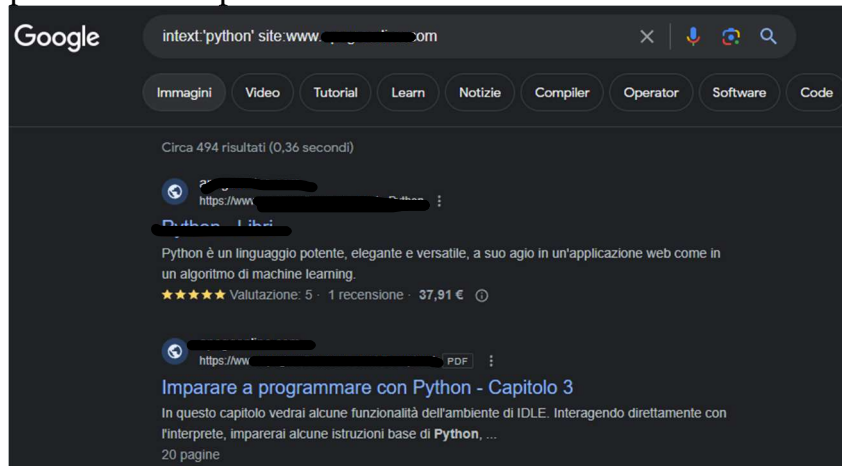 Google
intext:'python' site:www. .com
Immagini
Video
Tutorial
Learn
Notizie
Compiler
Operator
Software
Code
Circa 494 risultati (0,36 secondi)
https://www
Python - Libri
Python è un linguaggio potente, elegante e versatile, a suo agio in un'applicazione web come in
un algoritmo di machine learning.
Valutazione: 5 · 1 recensione · 37,91 €
https://ww
PDF
Imparare a programmare con Python - Capitolo 3
In questo capitolo vedrai alcune funzionalità dell'ambiente di IDLE. Interagendo direttamente con
l'interprete, imparerai alcune istruzioni base di Python, ...
20 pagine